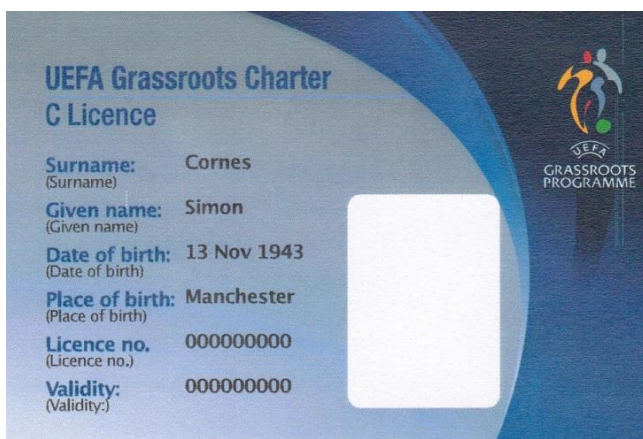 UEFA Grassroots Charter
C Licence
Surname: Cornes
(Surname)
Given name: Simon
(Given name)
Date of birth: 13 Nov 1943
(Date of birth)
Place of birth: Manchester
(Place of birth)
Licence no. 000000000
(Licence no.)
Validity: 000000000
(Validity:)
UEFA
GRASSROOTS
PROGRAMME